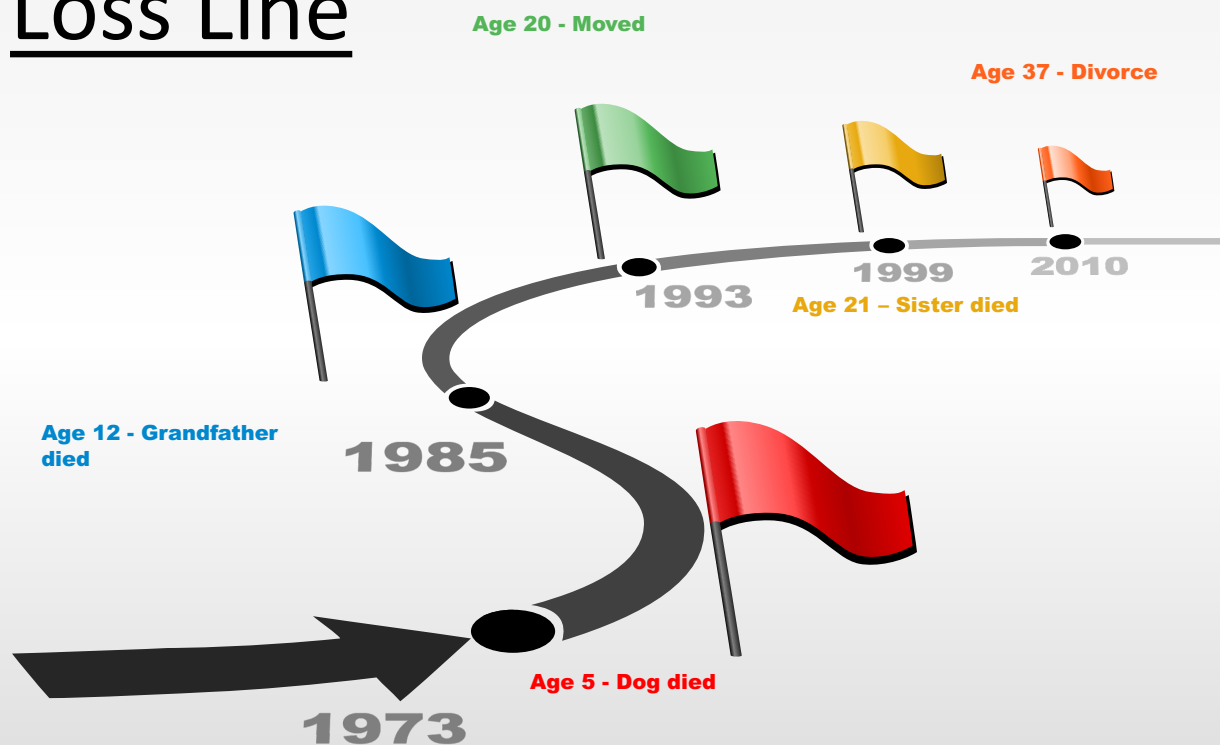 Loss Line
Age 20 - Moved
Age 37 - Divorce
1999
2010
1993
Age 21 – Sister died
Age 12 - Grandfather
died
1985
Age 5 - Dog died
1973